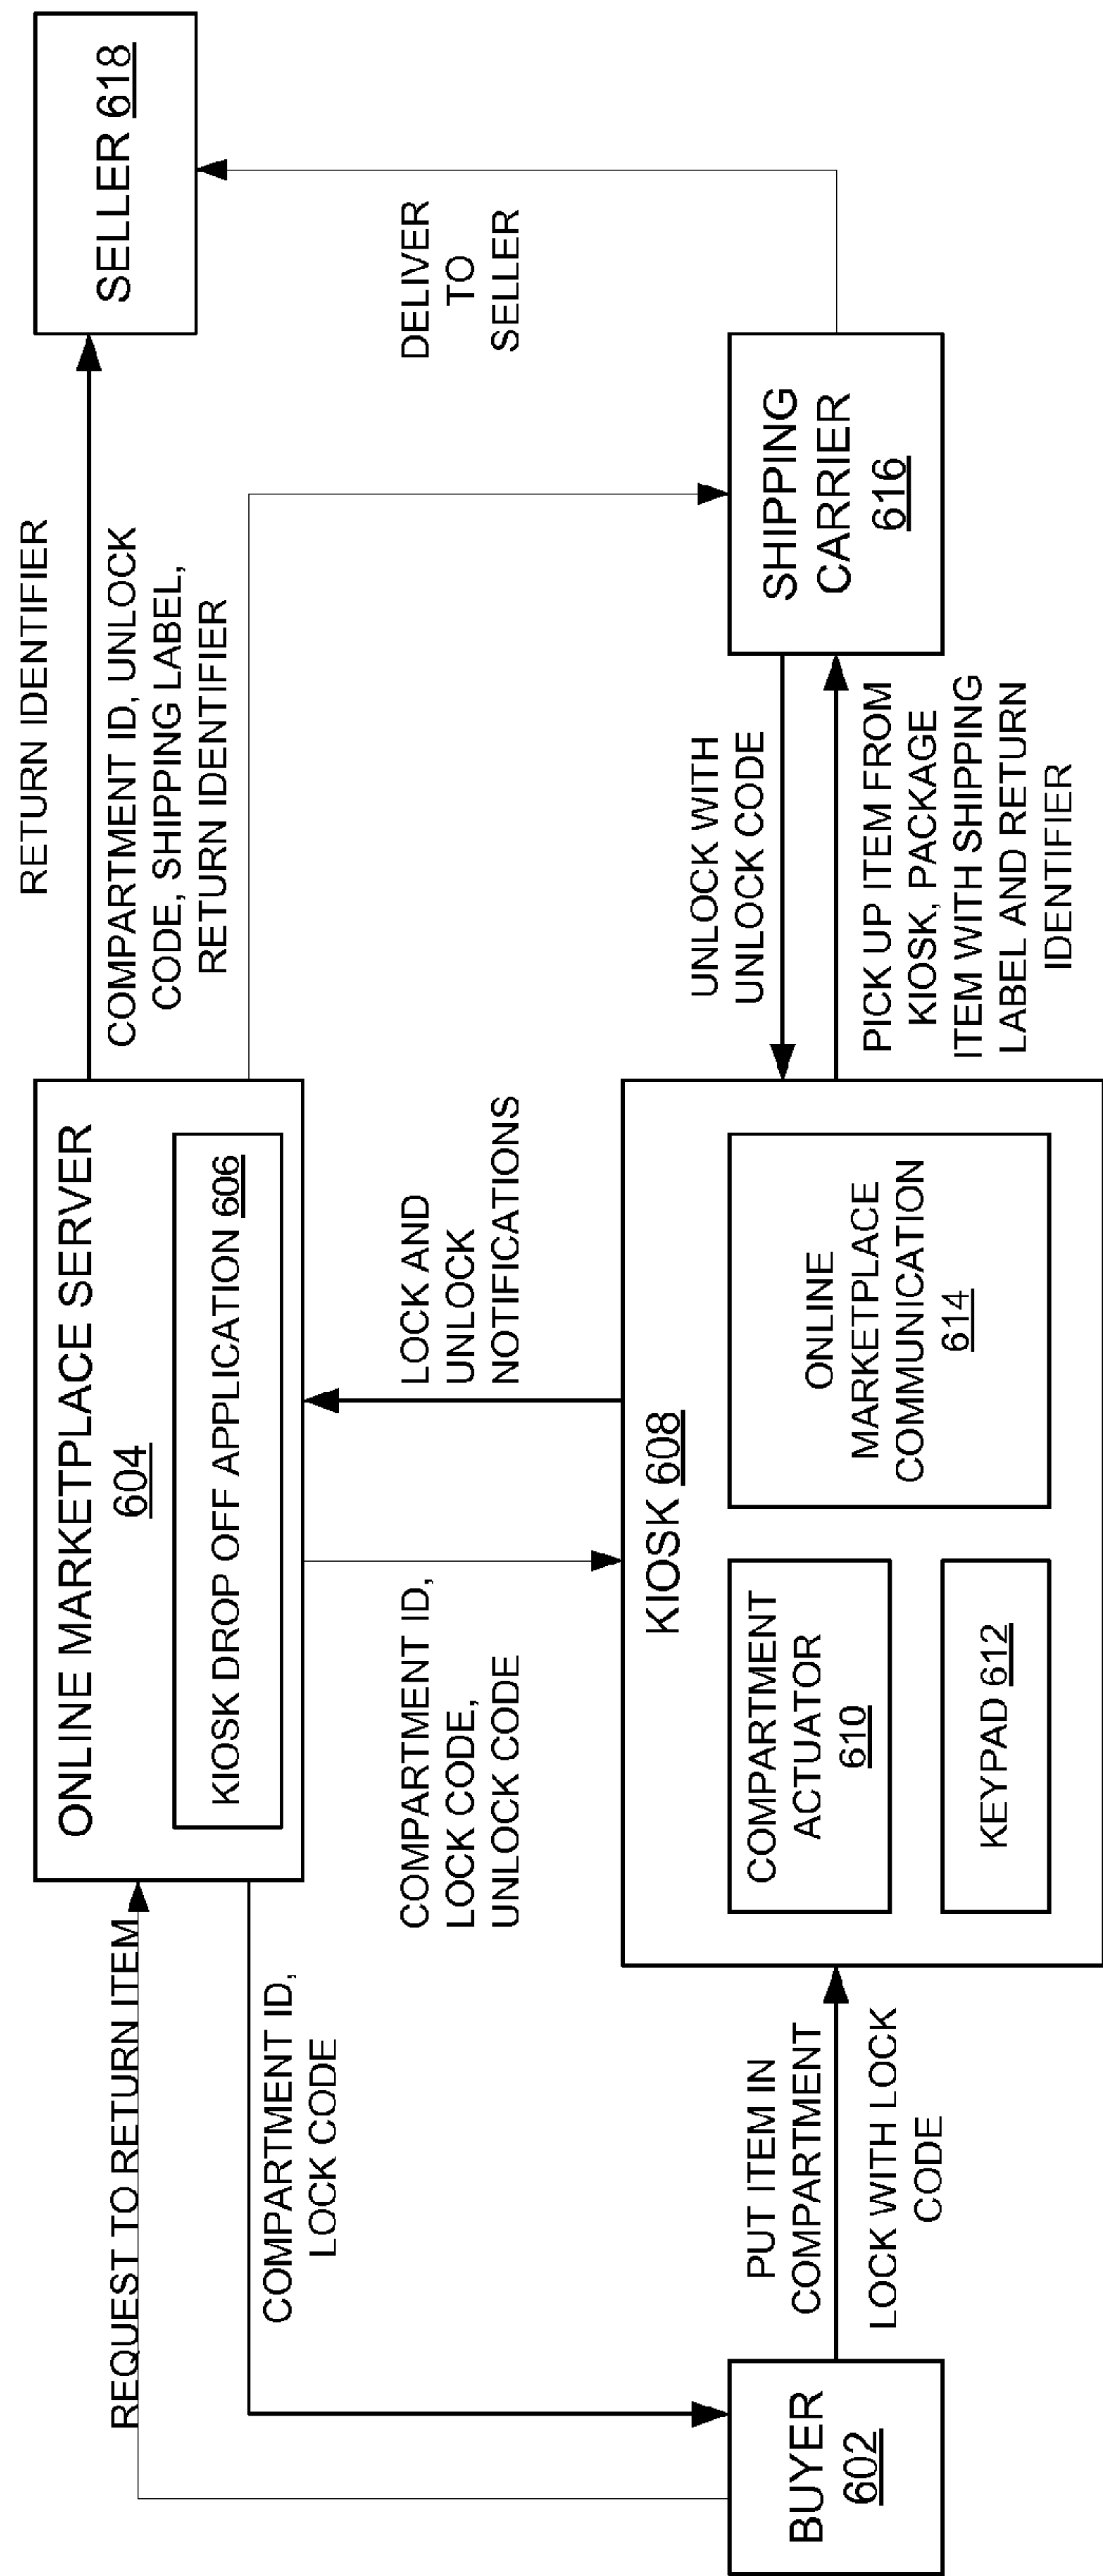 REQUEST TO RETURN ITEM
COMPARTMENT ID,
LOCK CODE
BUYER
602
PUT ITEM IN
COMPARTMENT
LOCK WITH LOCK
CODE
ONLINE MARKETPLACE SERVER
604
KIOSK DROP OFF APPLICATION 606
COMPARTMENT ID,
LOCK CODE,
UNLOCK CODE
LOCK AND
UNLOCK
NOTIFICATIONS
KIOSK 608
COMPARTMENT
ACTUATOR
610
KEYPAD 612
ONLINE
MARKETPLACE
COMMUNICATION
614
RETURN IDENTIFIER
COMPARTMENT ID, UNLOCK
CODE, SHIPPING LABEL,
RETURN IDENTIFIER
UNLOCK WITH
UNLOCK CODE
PICK UP ITEM FROM
KIOSK, PACKAGE
ITEM WITH SHIPPING
LABEL AND RETURN
IDENTIFIER
SHIPPING
CARRIER
616
DELIVER
TO
SELLER
SELLER 618